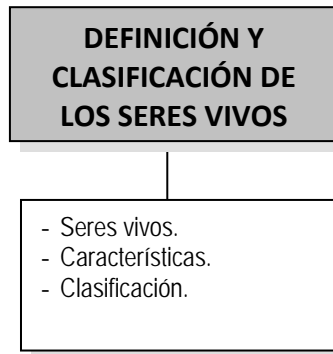 DEFINICIÓN Y
CLASIFICACIÓN DE
LOS SERES VIVOS
- Seres vivos.
- Características.
- Clasificación.